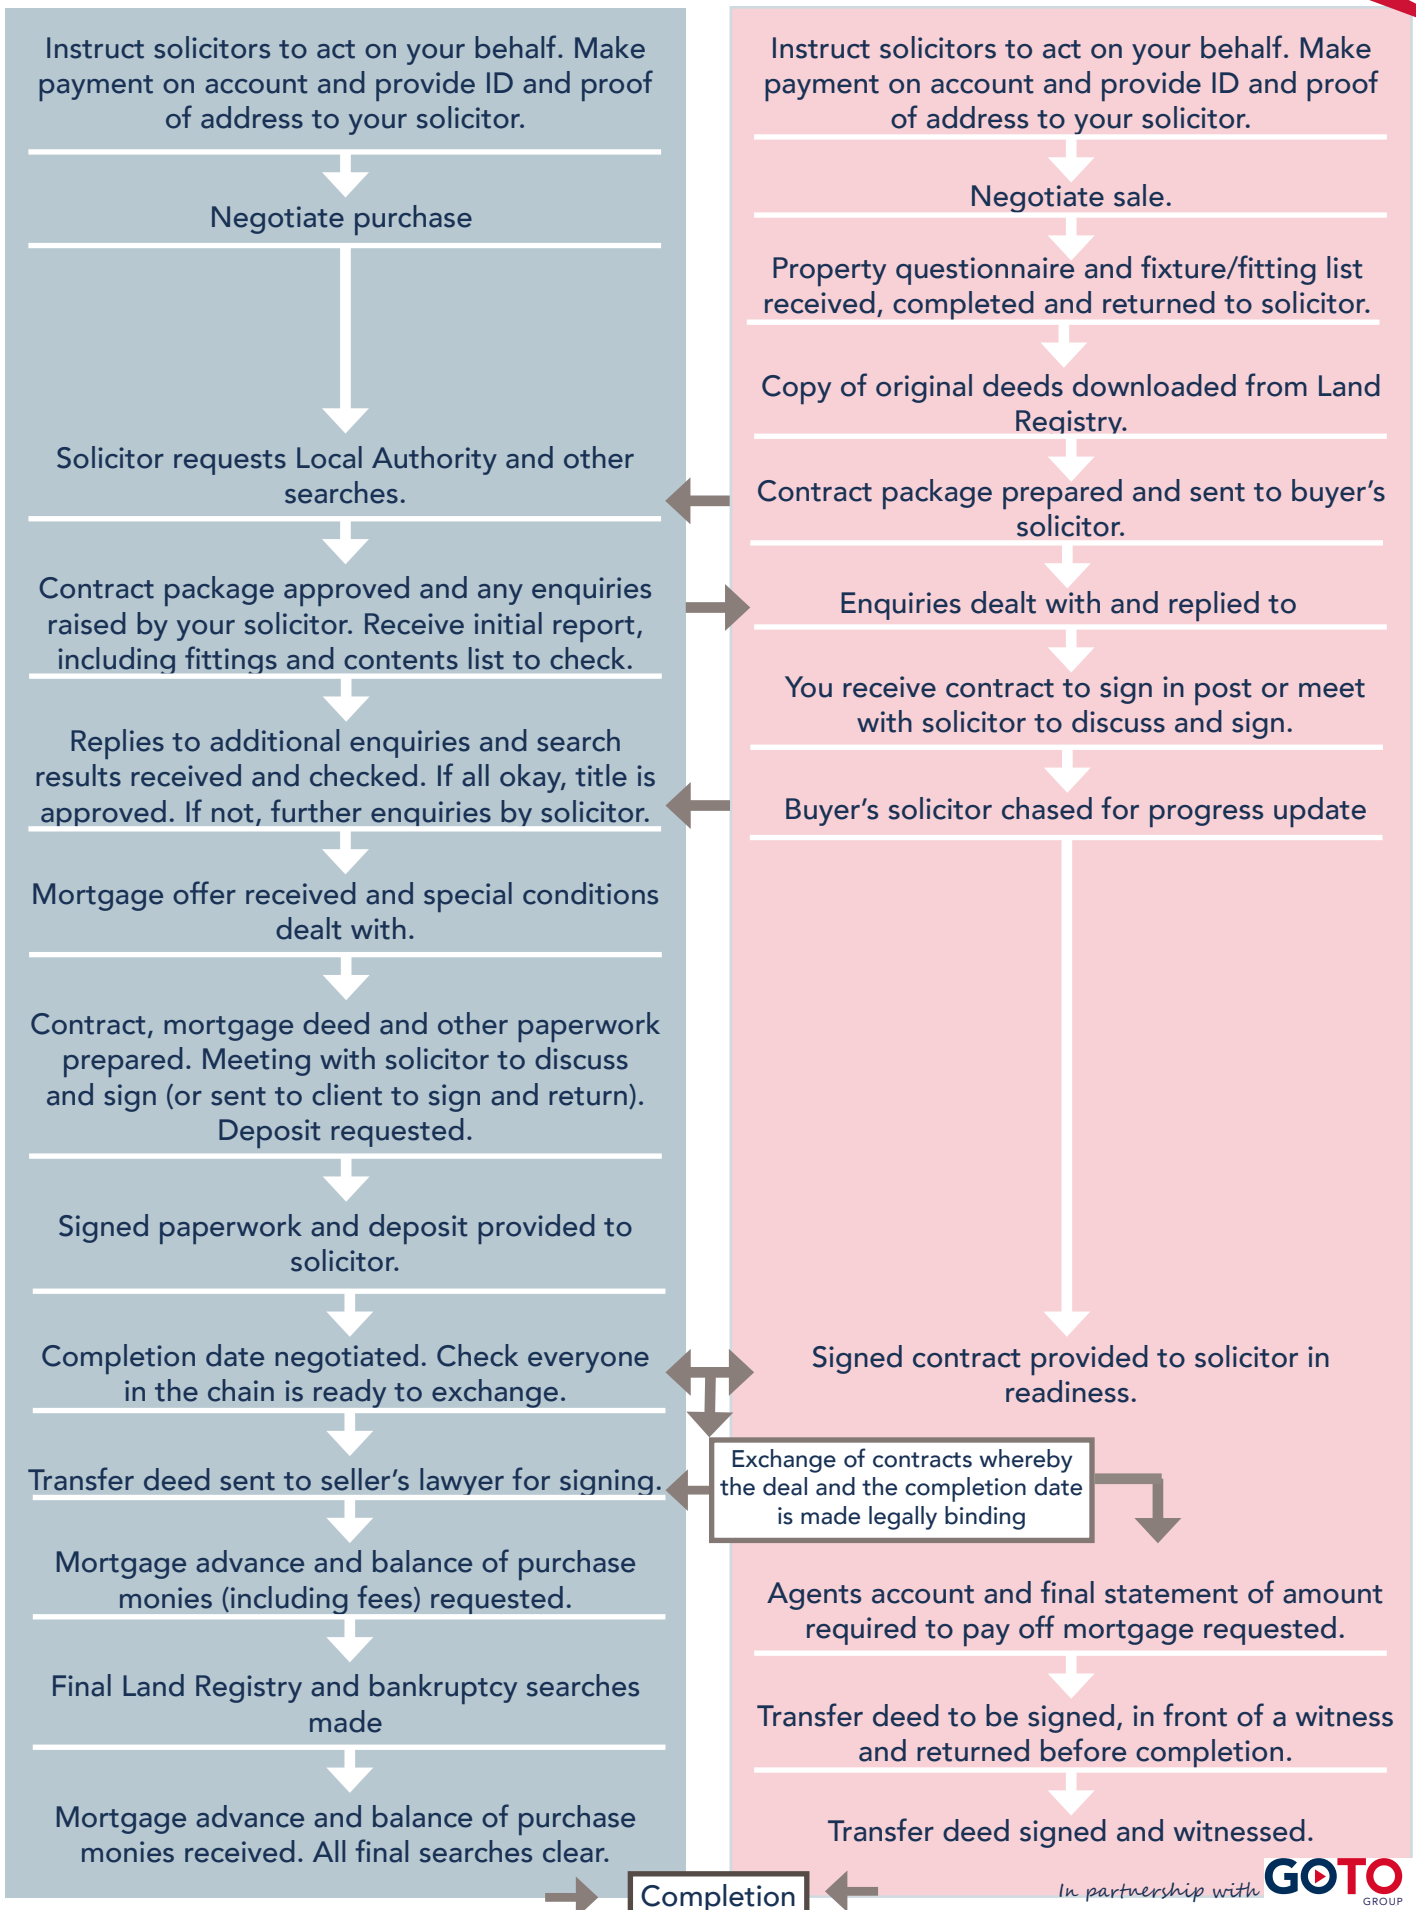 Instruct solicitors to act on your behalf. Make
payment on account and provide ID and proof
of address to your solicitor.
Negotiate purchase
Solicitor requests Local Authority and other
searches.
Contract package approved and any enquiries
raised by your solicitor. Receive initial report,
including fittings and contents list to check.
Replies to additional enquiries and search
results received and checked. If all okay, title is
approved. If not, further enquiries by solicitor.
Mortgage offer received and special conditions
dealt with.
Contract, mortgage deed and other paperwork
prepared. Meeting with solicitor to discuss
and sign (or sent to client to sign and return).
Deposit requested.
Signed paperwork and deposit provided to
solicitor.
Completion date negotiated. Check everyone
in the chain is ready to exchange.
Transfer deed sent to seller's lawyer for signing.
Mortgage advance and balance of purchase
monies (including fees) requested.
Final Land Registry and bankruptcy searches
made
Mortgage advance and balance of purchase
monies received. All final searches clear.
Instruct solicitors to act on your behalf. Make
payment on account and provide ID and proof
of address to your solicitor.
Negotiate sale.
Property questionnaire and fixture/fitting list
received, completed and returned to solicitor.
Copy of original deeds downloaded from Land
Registry.
Contract package prepared and sent to buyer's
solicitor.
Enquiries dealt with and replied to
You receive contract to sign in post or meet
with solicitor to discuss and sign.
Buyer's solicitor chased for progress update
Signed contract provided to solicitor in
readiness.
Exchange of contracts whereby
the deal and the completion date
is made legally binding
Agents account and final statement of amount
required to pay off mortgage requested.
Transfer deed to be signed, in front of a witness
and returned before completion.
Transfer deed signed and witnessed.
Completion
In partnership with GOTO
GROUP